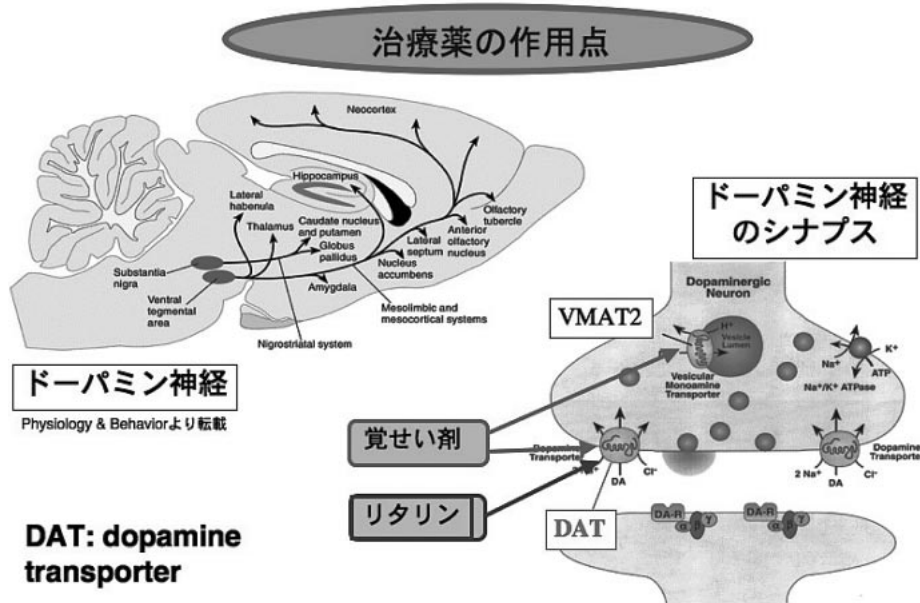 治療薬の作用点
Neocortex
Hippocampus
Lateral
habenula
Thalamus
Caudate nucleus
and putamen
Globus
pallidus
Olfactory
tubercle
Anterior
olfactory
nucleus
Lateral
septum
Nucleus
accumbens
Substantia
nigra
Amygdala
Ventral
tegmental
area
Mesolimbic and
mesocortical systems
Nigrostriatal system
ドーパミン神経
Physiology & Behaviorより転載
ドーパミン神経
のシナプス
Dopaminergic
Neuron
VMAT2
H+
Vesicle
Lumen
Vesicular
Monoamine
Transporter
K+
Na+
ATP
Na+/K+ ATPase
覚せい剤
Dopamine
Transporte
Na+
DA
Cl-
Dopamine
Transporter
2 Na+
DA
Cl-
リタリン
DAT
DA-R
α
β
γ
DA-R
α
β
γ
DAT: dopamine
transporter